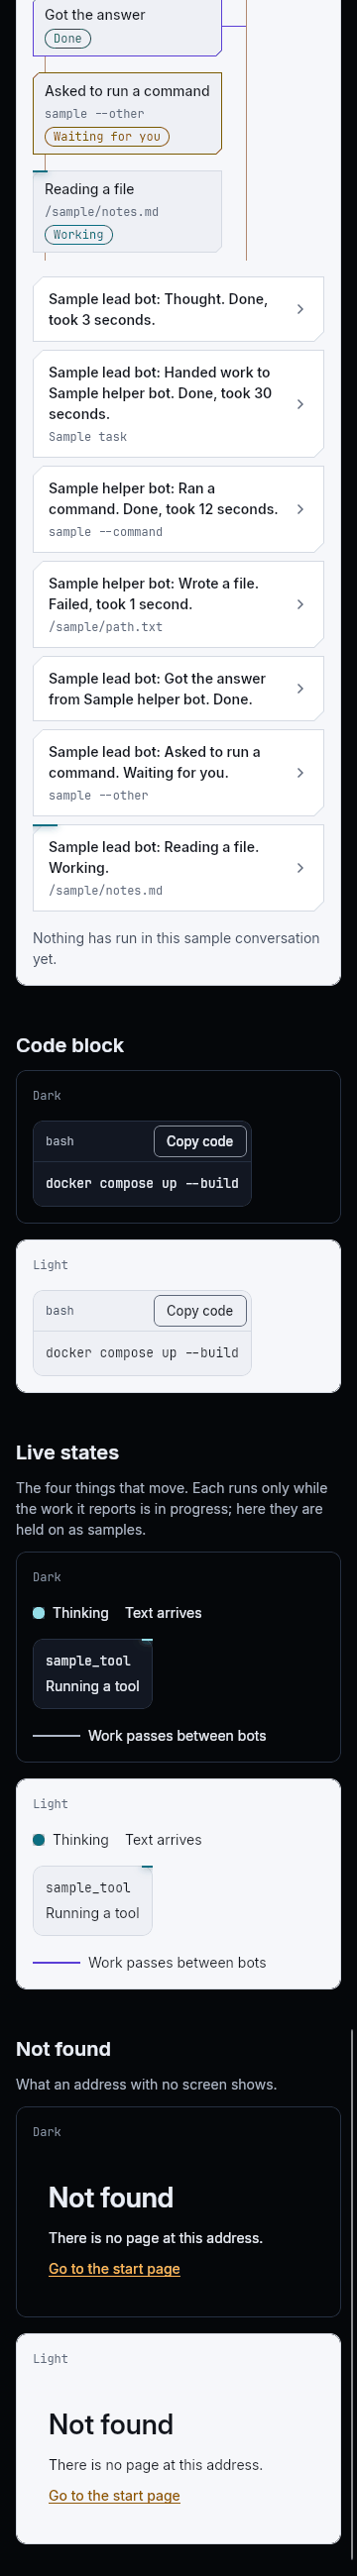 Got the answer
Done
Asked to run a command
sample --other
Waiting for you
Reading a file
/sample/notes.md
Working
Sample lead bot: Thought. Done,
took 3 seconds.
Sample lead bot: Handed work to
Sample helper bot. Done, took 30
seconds.
Sample task
Sample helper bot: Ran a
command. Done, took 12 seconds.
sample --command
Sample helper bot: Wrote a file.
Failed, took 1 second.
/sample/path.txt
Sample lead bot: Got the answer
from Sample helper bot. Done.
Sample lead bot: Asked to run a
command. Waiting for you.
sample --other
Sample lead bot: Reading a file.
Working.
/sample/notes.md
Nothing has run in this sample conversation
yet.
Code block
Dark
bash
Copy code
docker compose up --build
Light
bash
Copy code
docker compose up --build
Live states
The four things that move. Each runs only while
the work it reports is in progress; here they are
held on as samples.
Dark
Thinking Text arrives
sample_tool
Running a tool
Work passes between bots
Light
Thinking Text arrives
sample_tool
Running a tool
Work passes between bots
Not found
What an address with no screen shows.
Dark
Not found
There is no page at this address.
Go to the start page
Light
Not found
There is no page at this address.
Go to the start page